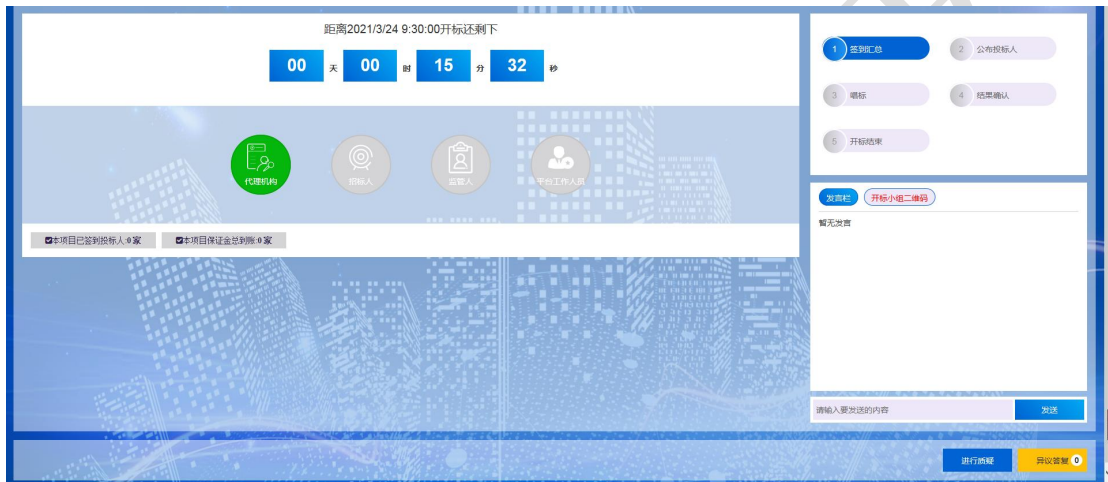 距离2021/3/24 9:30:00开标还剩下
00 天 00 时 15 分 32 秒
代理机构 招标人 监管人 平台工作人员
本项目已签到投标人:0家 本项目保证金总到账:0家
1 签到汇总 2 公布投标人
3 唱标 4 结果确认
5 开标结束
发言栏 开标小组二维码
暂无发言
请输入要发送的内容 发送
进行质疑 异议答复 0